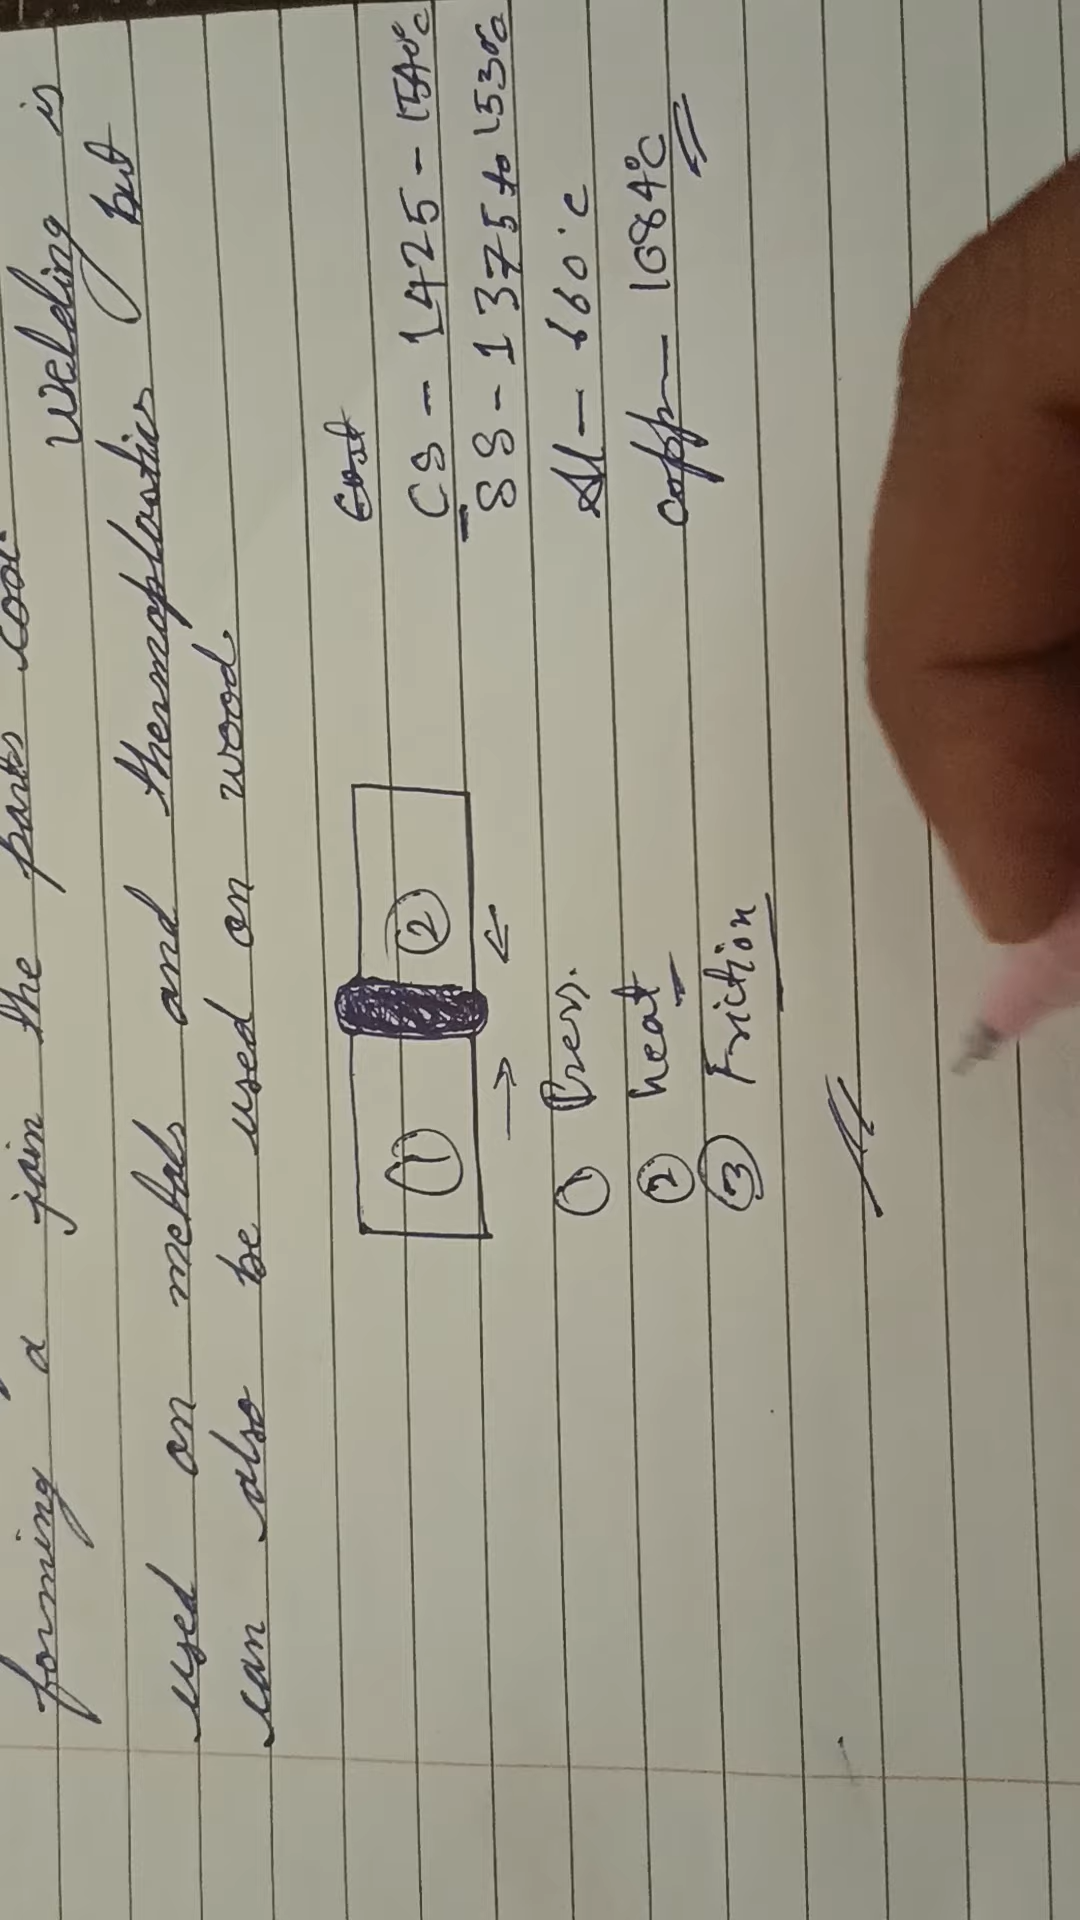 forming a join the parts cool welding is
used on metals and thermoplastics but
can also be used on wood.
① ②
① Press.
② heat
③ Friction
Cost
CS - 1425 - 1540°C
SS - 1375 to 1530
Al - 660°c
Copp - 1084°C